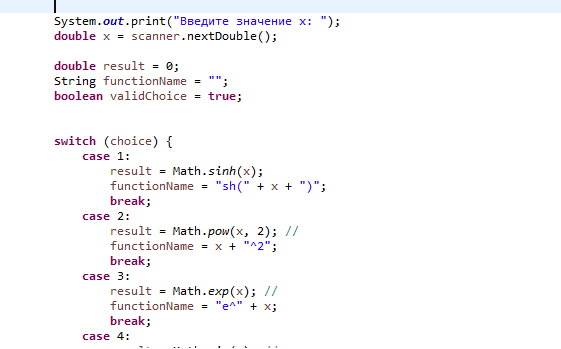 System.out.print("Введите значение x: ");
double x = scanner.nextDouble();
double result = 0;
String functionName = "";
boolean validChoice = true;
switch (choice) {
case 1:
result = Math.sinh(x);
functionName = "sh(" + x + ")";
break;
case 2:
result = Math.pow(x, 2); //
functionName = x + "^2";
break;
case 3:
result = Math.exp(x); //
functionName = "e^" + x;
break;
case 4: